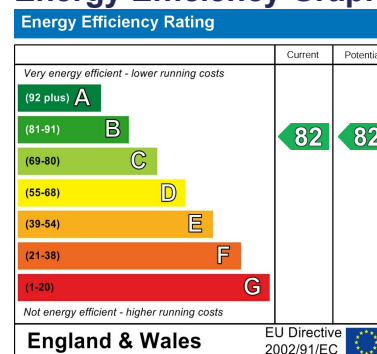 Energy Efficiency Rating
Current Potential
Very energy efficient - lower running costs
(92 plus) A
(81-91) B
82 82
(69-80) C
(55-68) D
(39-54) E
(21-38) F
(1-20) G
Not energy efficient - higher running costs
England & Wales
EU Directive
2002/91/EC